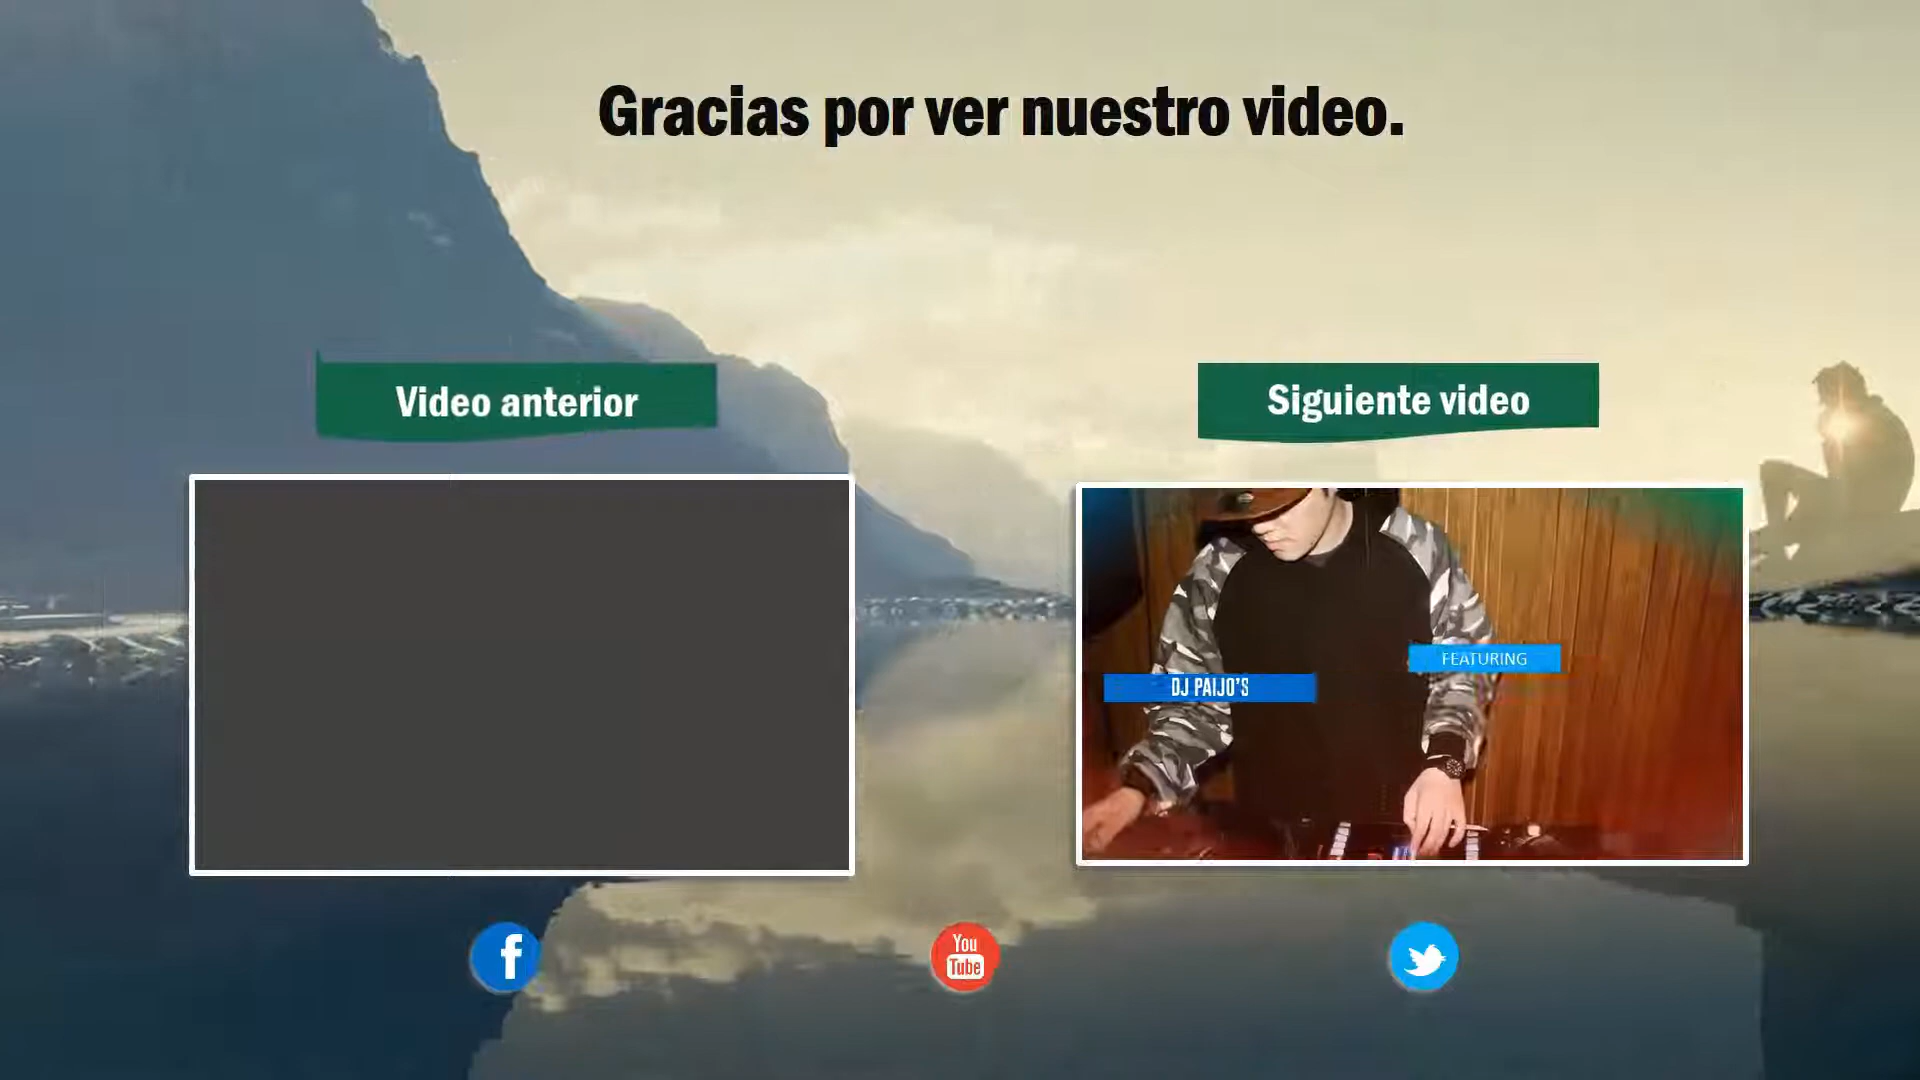 Gracias por ver nuestro video.
Video anterior
Siguiente video
FEATURING
DJ PAIJO'S
f
You
Tube